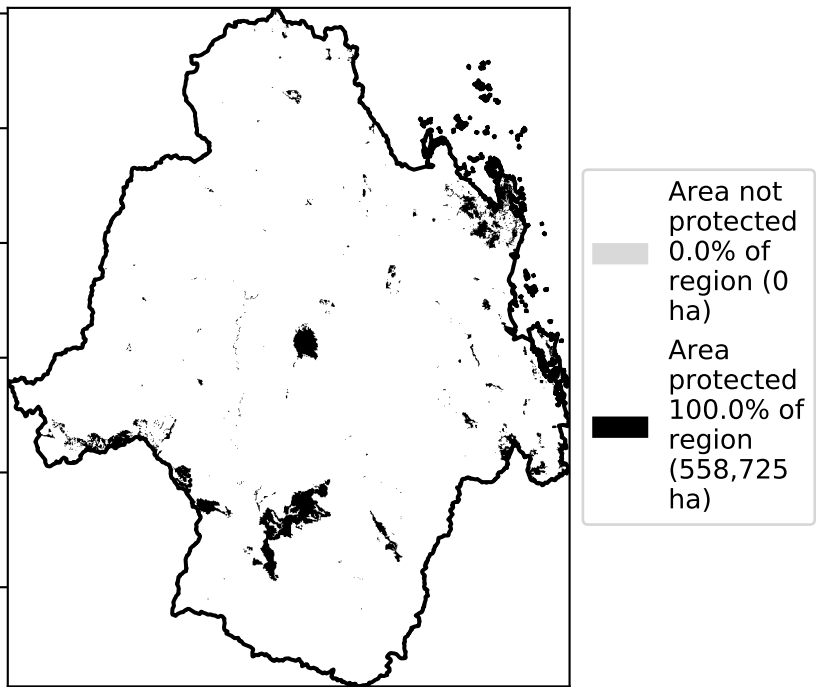 Area not
protected
0.0% of
region (0
ha)
Area
protected
100.0% of
region
(558,725
ha)